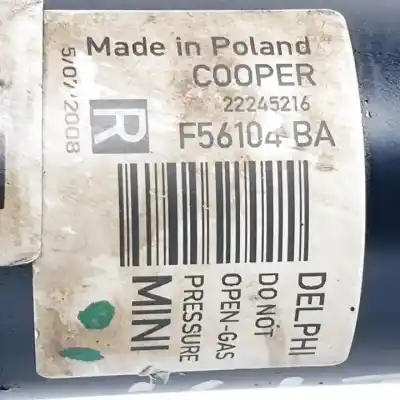 Made in Poland
COOPER
22245216
F56104 BA
R
5/07/2008
DELPHI
DO NOT
OPEN-GAS
PRESSURE
MINI